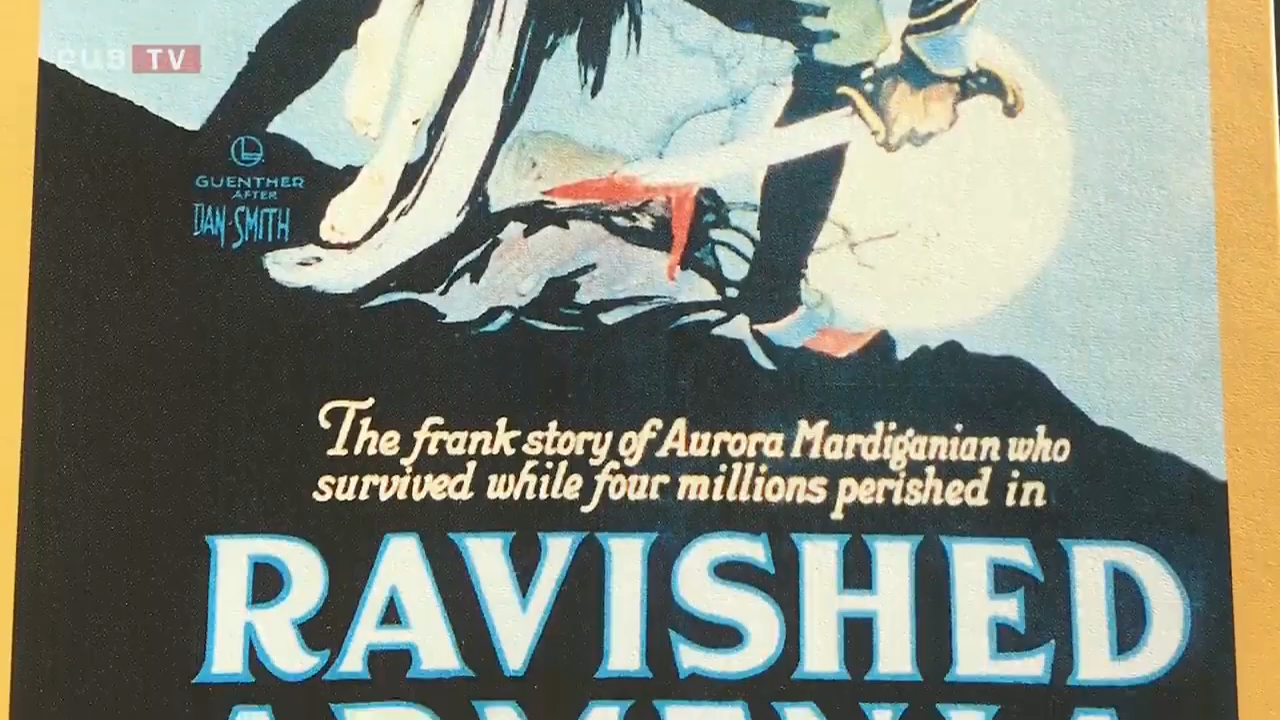 TV
GUENTHER
AFTER
DAN-SMITH
The frank story of Aurora Mardiganian who
survived while four millions perished in
RAVISHED
ARMENIA